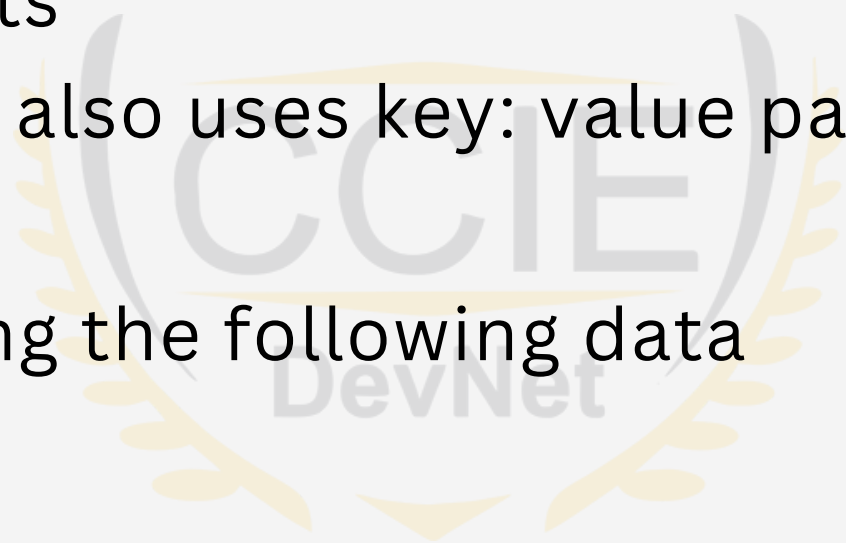 ts
also uses key: value pa
CCIE
ng the following data
DevNet